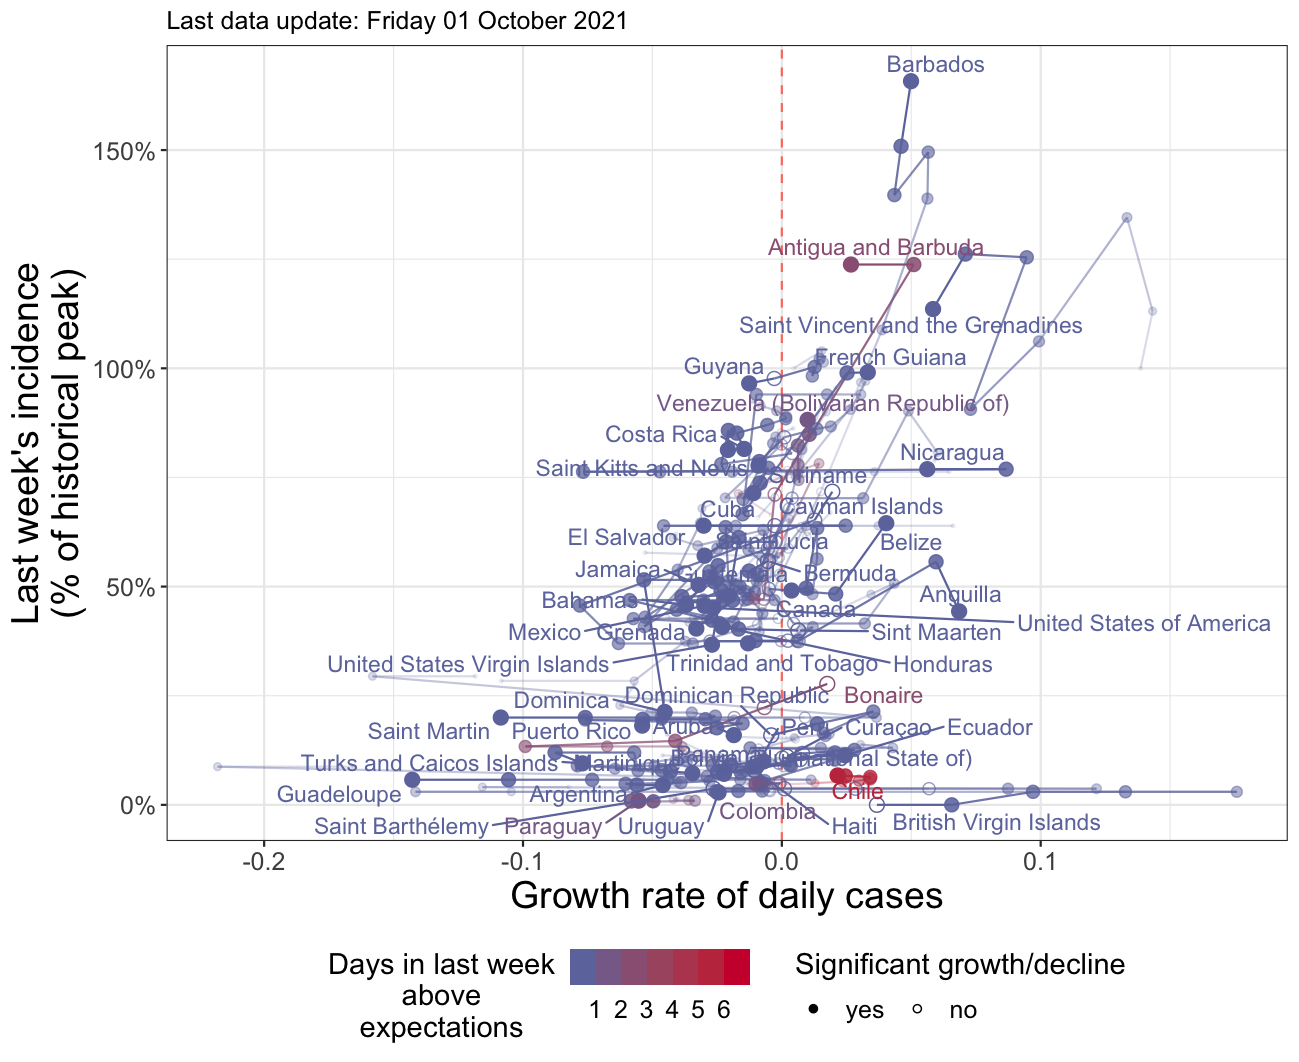 Last data update: Friday 01 October 2021
Last week's incidence
(% of historical peak)
150%
100%
50%
25%
0%
Barbados
Antigua and Barbuda
Saint Vincent and the Grenadines
Guyana
French Guiana
Venezuela (Bolivarian Republic of)
Costa Rica
Nicaragua
Saint Kitts and Nevis
Suriname
Cuba
Cayman Islands
El Salvador
Saint Lucia
Belize
Jamaica
Guatemala
Bermuda
Bahamas
Canada
Anguilla
Mexico
Grenada
Sint Maarten
United States of America
United States Virgin Islands
Trinidad and Tobago
Honduras
Dominica
Dominican Republic
Bonaire
Saint Martin
Puerto Rico
Aruba
Peru
Curaçao
Ecuador
Turks and Caicos Islands
Martinique
Panama
Bolivia (Plurinational State of)
Guadeloupe
Argentina
Chile
Saint Barthélemy
Paraguay
Uruguay
Colombia
Haiti
British Virgin Islands
-0.2
-0.1
0.0
0.1
Growth rate of daily cases
Days in last week
above
expectations
1 2 3 4 5 6
Significant growth/decline
yes
no